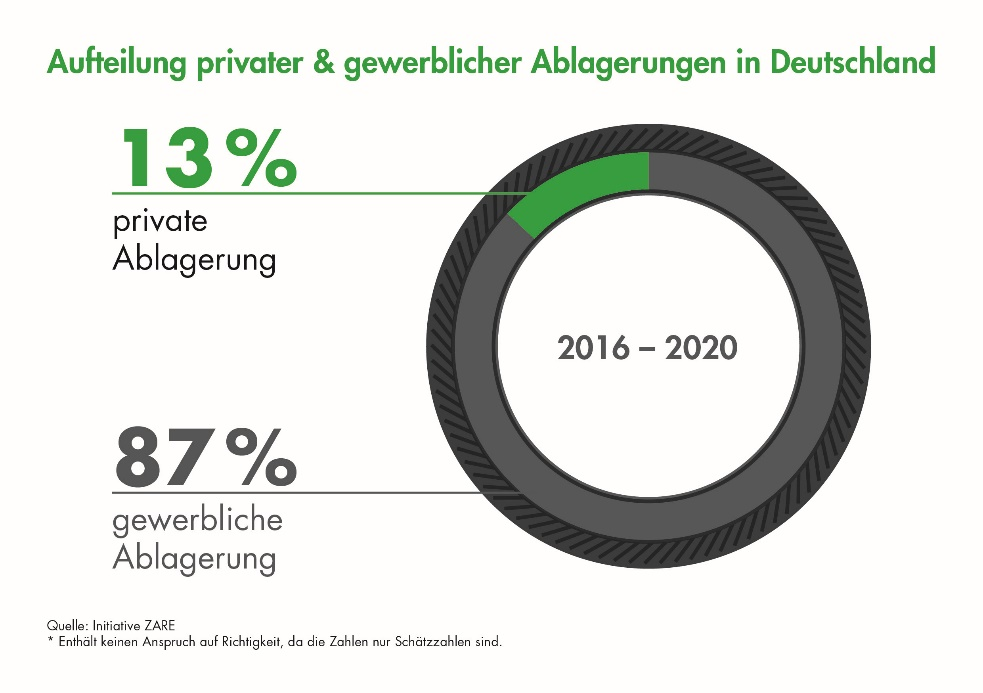 Aufteilung privater & gewerblicher Ablagerungen in Deutschland
13 %
private
Ablagerung
2016 – 2020
87 %
gewerbliche
Ablagerung
Quelle: Initiative ZARE
* Enthält keinen Anspruch auf Richtigkeit, da die Zahlen nur Schätzzahlen sind.